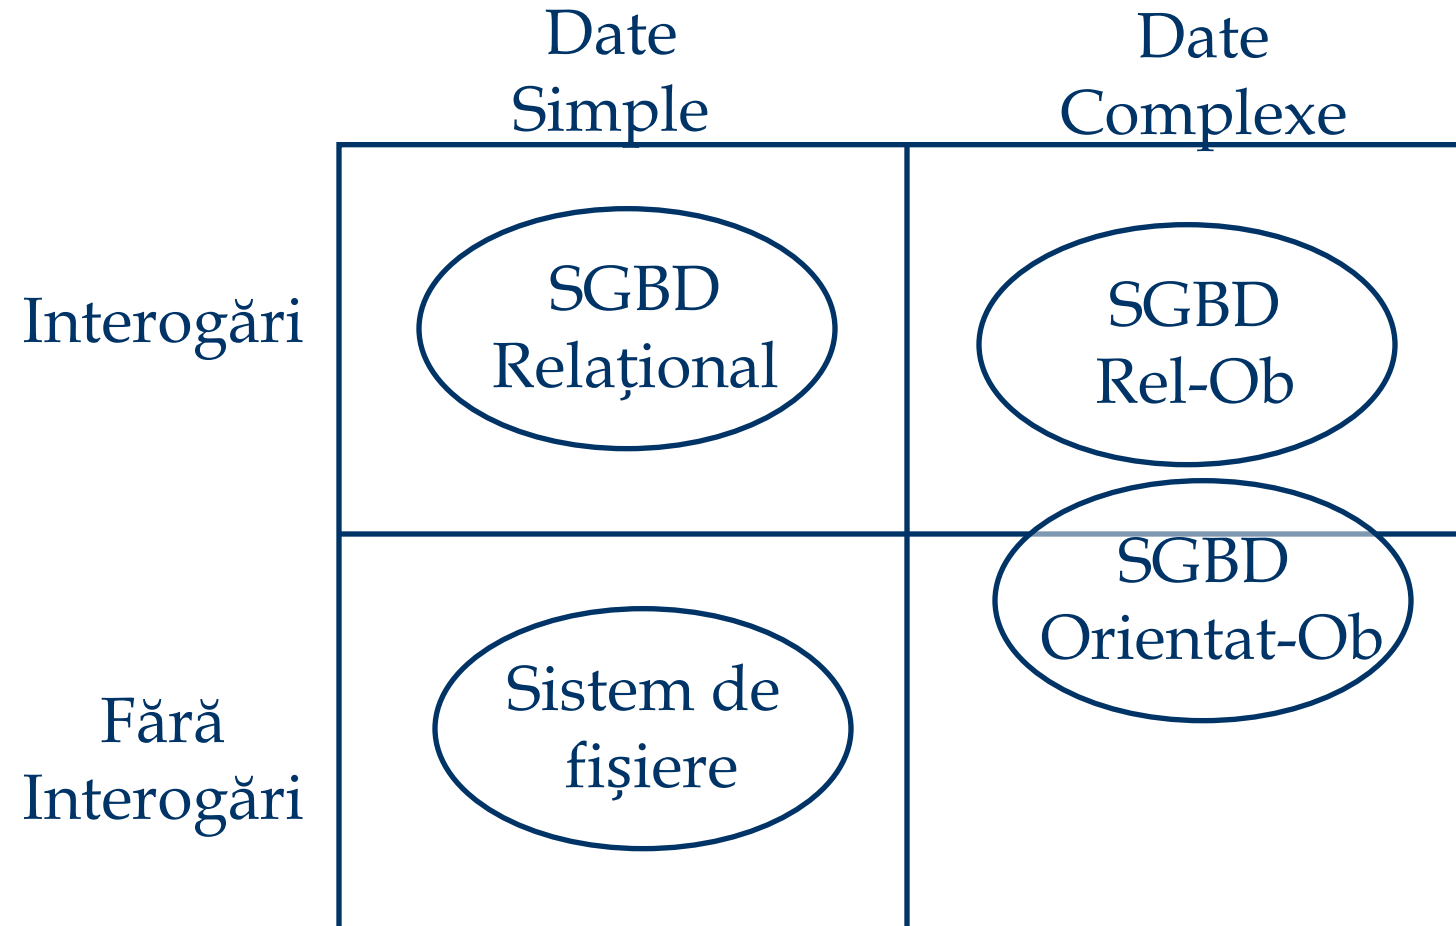 Date
Simple
Date
Complexe
Interogări
SGBD
Relațional
SGBD
Rel-Ob
SGBD
Orientat-Ob
Fără
Interogări
Sistem de
fișiere